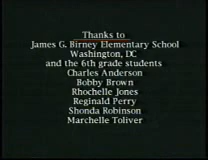 Thanks to
James G. Birney Elementary School
Washington, DC
and the 6th grade students
Charles Anderson
Bobby Brown
Rhochelle Jones
Reginald Perry
Shonda Robinson
Marchelle Toliver